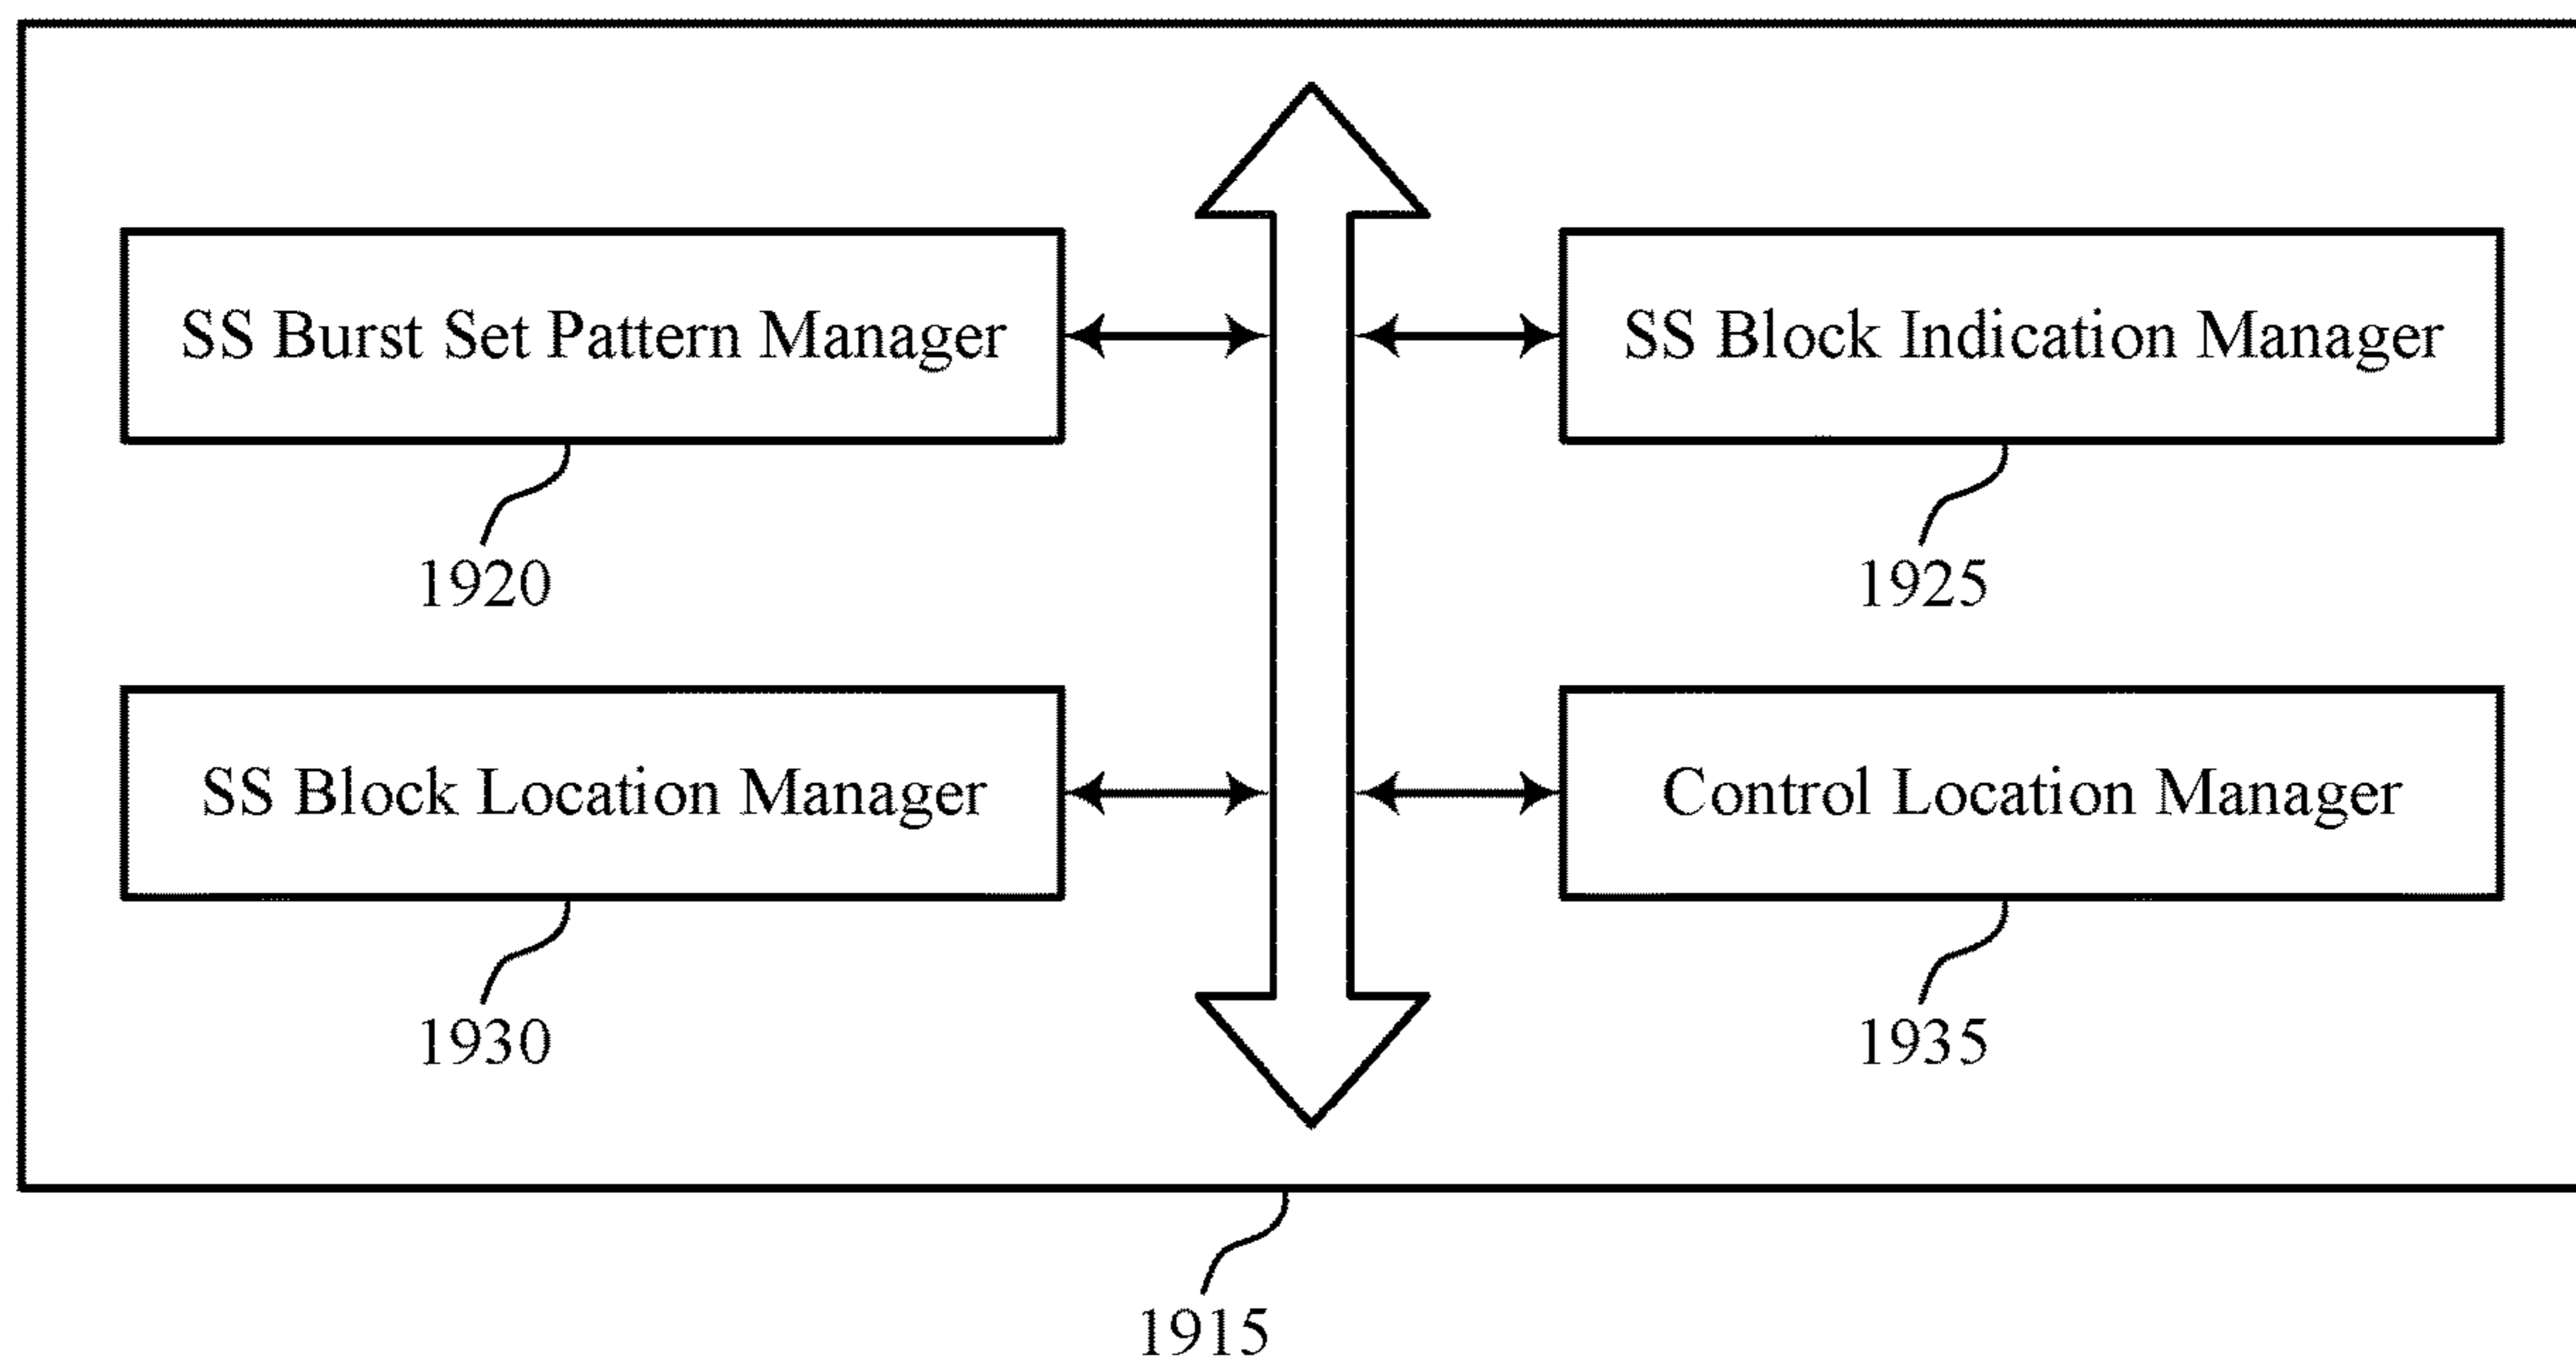 SS Burst Set Pattern Manager
SS Block Indication Manager
1920
1925
SS Block Location Manager
Control Location Manager
1930
1935
1915